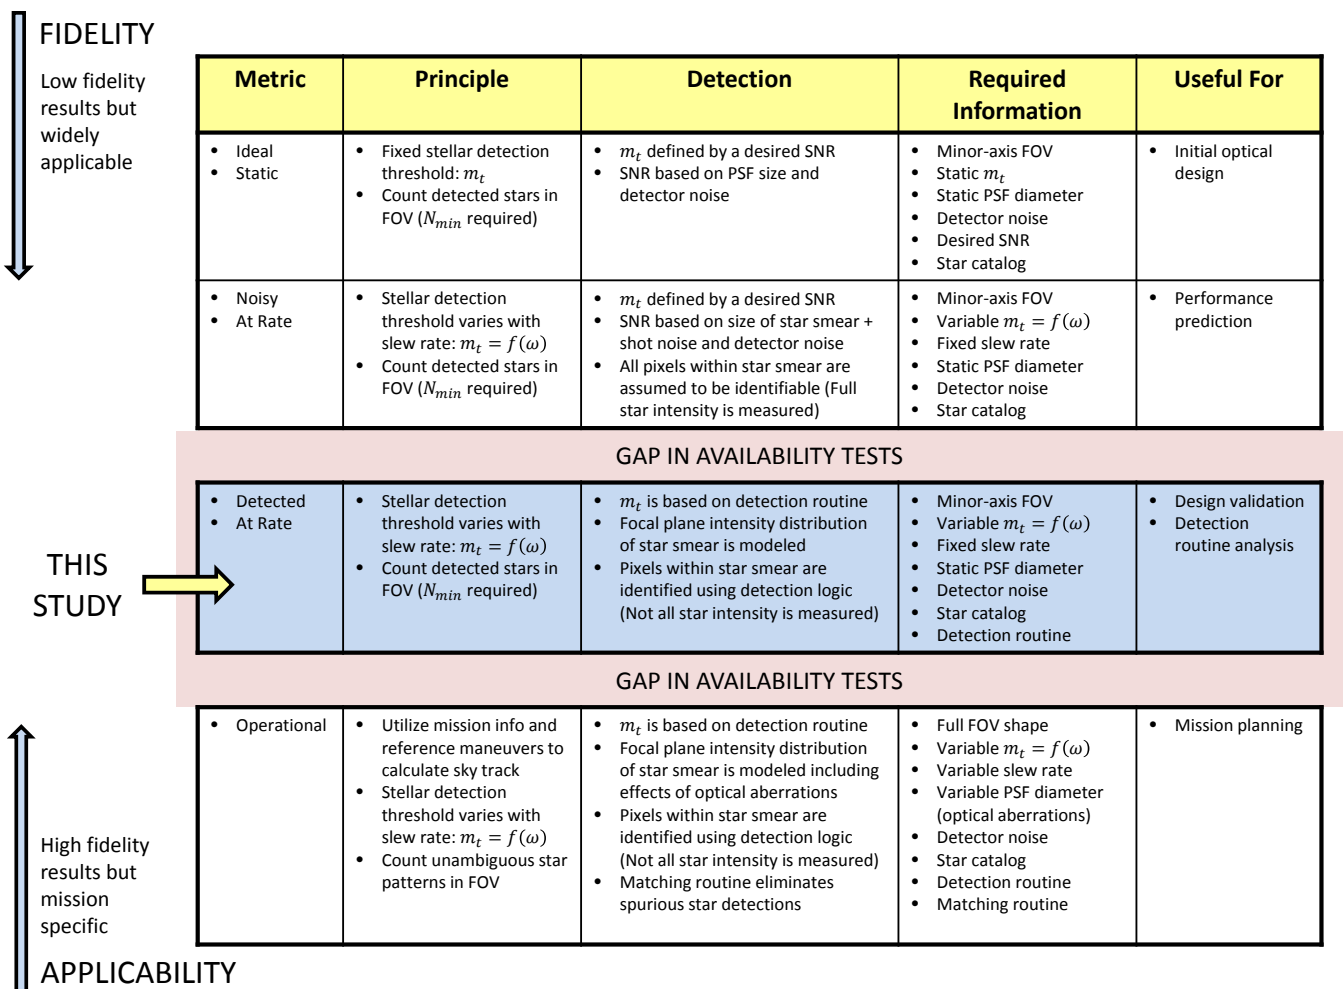 FIDELITY
Low fidelity
results but
widely
applicable
Metric
Principle
Detection
Required
Information
Useful For
• Ideal
• Static
• Fixed stellar detection
threshold: m_t
• Count detected stars in
FOV (N_min required)
• m_t defined by a desired SNR
• SNR based on PSF size and
detector noise
• Minor-axis FOV
• Static m_t
• Static PSF diameter
• Detector noise
• Desired SNR
• Star catalog
• Initial optical
design
• Noisy
• At Rate
• Stellar detection
threshold varies with
slew rate: m_t = f(ω)
• Count detected stars in
FOV (N_min required)
• m_t defined by a desired SNR
• SNR based on size of star smear +
shot noise and detector noise
• All pixels within star smear are
assumed to be identifiable (Full
star intensity is measured)
• Minor-axis FOV
• Variable m_t = f(ω)
• Fixed slew rate
• Static PSF diameter
• Detector noise
• Star catalog
• Performance
prediction
GAP IN AVAILABILITY TESTS
THIS
STUDY
• Detected
• At Rate
• Stellar detection
threshold varies with
slew rate: m_t = f(ω)
• Count detected stars in
FOV (N_min required)
• m_t is based on detection routine
• Focal plane intensity distribution
of star smear is modeled
• Pixels within star smear are
identified using detection logic
(Not all star intensity is measured)
• Minor-axis FOV
• Variable m_t = f(ω)
• Fixed slew rate
• Static PSF diameter
• Detector noise
• Star catalog
• Detection routine
• Design validation
• Detection
routine analysis
GAP IN AVAILABILITY TESTS
• Operational
• Utilize mission info and
reference maneuvers to
calculate sky track
• Stellar detection
threshold varies with
slew rate: m_t = f(ω)
• Count unambiguous star
patterns in FOV
• m_t is based on detection routine
• Focal plane intensity distribution
of star smear is modeled including
effects of optical aberrations
• Pixels within star smear are
identified using detection logic
(Not all star intensity is measured)
• Matching routine eliminates
spurious star detections
• Full FOV shape
• Variable m_t = f(ω)
• Variable slew rate
• Variable PSF diameter
(optical aberrations)
• Detector noise
• Star catalog
• Detection routine
• Matching routine
• Mission planning
High fidelity
results but
mission
specific
APPLICABILITY